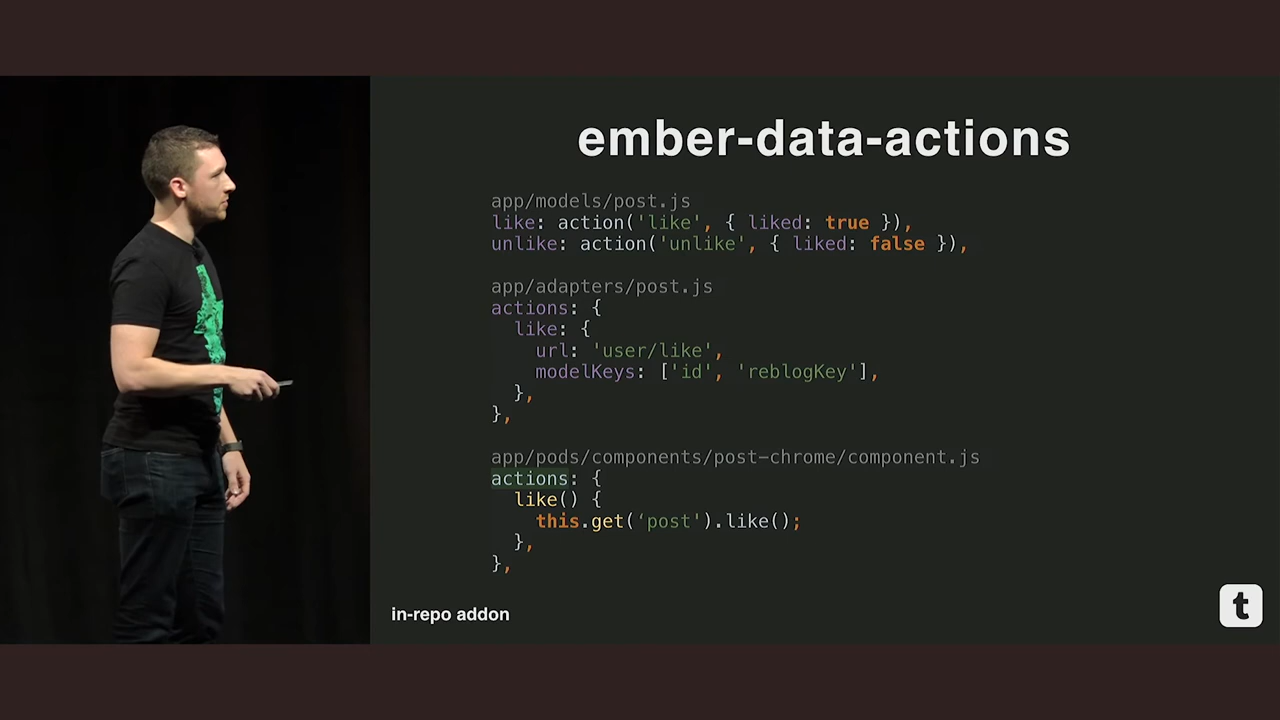 ember-data-actions
app/models/post.js
like: action('like', { liked: true }),
unlike: action('unlike', { liked: false }),
app/adapters/post.js
actions: {
  like: {
    url: 'user/like',
    modelKeys: ['id', 'reblogKey'],
  },
},
app/pods/components/post-chrome/component.js
actions: {
  like() {
    this.get(‘post').like();
  },
},
in-repo addon
t